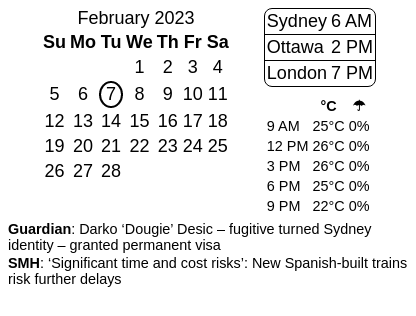 February 2023
Su Mo Tu We Th Fr Sa
1 2 3 4
5 6 7 8 9 10 11
12 13 14 15 16 17 18
19 20 21 22 23 24 25
26 27 28
Sydney 6 AM
Ottawa 2 PM
London 7 PM
°C ☂
9 AM 25°C 0%
12 PM 26°C 0%
3 PM 26°C 0%
6 PM 25°C 0%
9 PM 22°C 0%
Guardian: Darko ‘Dougie’ Desic – fugitive turned Sydney
identity – granted permanent visa
SMH: ‘Significant time and cost risks’: New Spanish-built trains
risk further delays